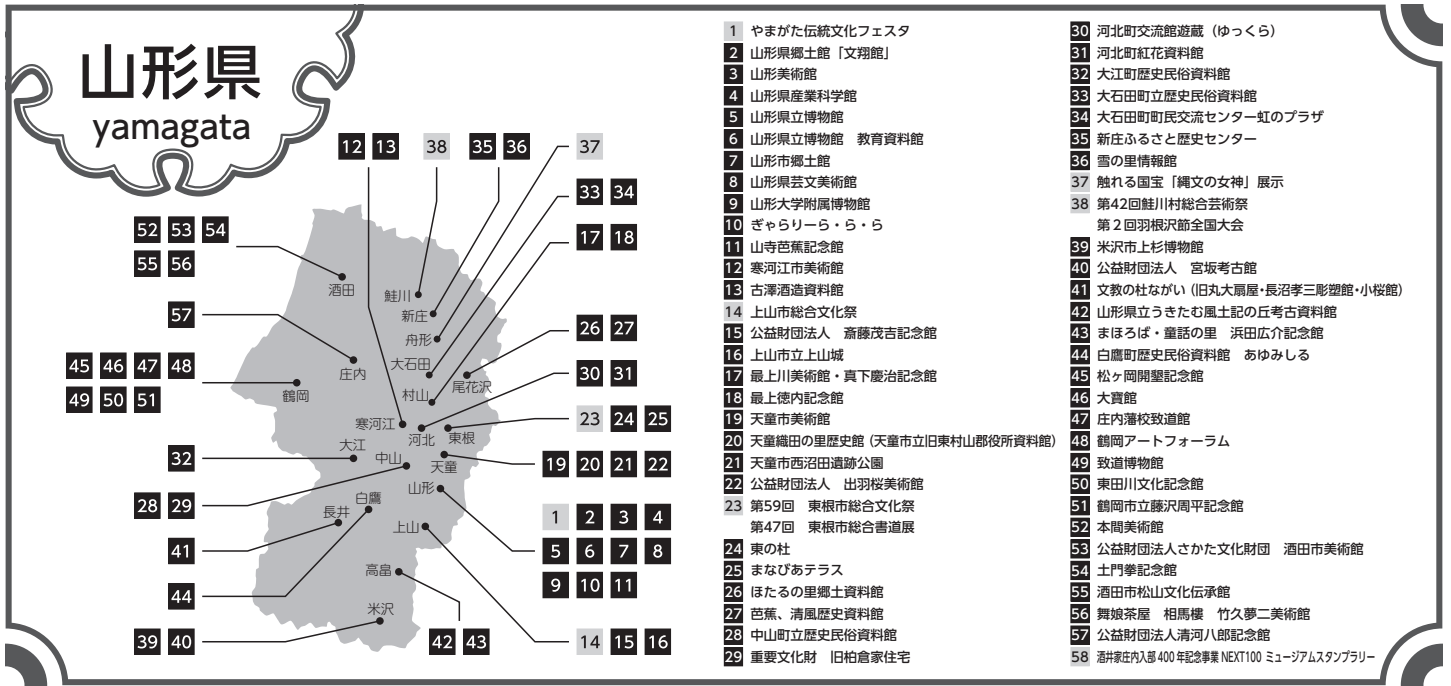 山形県
yamagata
12 13 38 35 36 37
33 34
17 18
52 53 54
55 56
57
26 27
45 46 47 48
49 50 51
30 31
23 24 25
32
19 20 21 22
28 29
1 2 3 4
5 6 7 8
9 10 11
41
44
39 40
42 43
14 15 16
酒田
鮭川
新庄
舟形
大石田
庄内
尾花沢
鶴岡
村山
寒河江
河北
東根
大江
中山
天童
山形
白鷹
長井
上山
高畠
米沢
1 やまがた伝統文化フェスタ
2 山形県郷土館「文翔館」
3 山形美術館
4 山形県産業科学館
5 山形県立博物館
6 山形県立博物館　教育資料館
7 山形市郷土館
8 山形県芸文美術館
9 山形大学附属博物館
10 ぎゃらりーら・ら・ら
11 山寺芭蕉記念館
12 寒河江市美術館
13 古澤酒造資料館
14 上山市総合文化祭
15 公益財団法人　斎藤茂吉記念館
16 上山市立上山城
17 最上川美術館・真下慶治記念館
18 最上徳内記念館
19 天童市美術館
20 天童織田の里歴史館（天童市立旧東村山郡役所資料館）
21 天童市西沼田遺跡公園
22 公益財団法人　出羽桜美術館
23 第59回　東根市総合文化祭
第47回　東根市総合書道展
24 東の杜
25 まなびあテラス
26 ほたるの里郷土資料館
27 芭蕉、清風歴史資料館
28 中山町立歴史民俗資料館
29 重要文化財　旧柏倉家住宅
30 河北町交流館遊蔵（ゆっくら）
31 河北町紅花資料館
32 大江町歴史民俗資料館
33 大石田町立歴史民俗資料館
34 大石田町町民交流センター虹のプラザ
35 新庄ふるさと歴史センター
36 雪の里情報館
37 触れる国宝「縄文の女神」展示
38 第42回鮭川村総合芸術祭
第２回羽根沢節全国大会
39 米沢市上杉博物館
40 公益財団法人　宮坂考古館
41 文教の杜ながい（旧丸大扇屋・長沼孝三彫塑館・小桜館）
42 山形県立うきたむ風土記の丘考古資料館
43 まほろば・童話の里　浜田広介記念館
44 白鷹町歴史民俗資料館　あゆみしる
45 松ヶ岡開墾記念館
46 大寶館
47 庄内藩校致道館
48 鶴岡アートフォーラム
49 致道博物館
50 東田川文化記念館
51 鶴岡市立藤沢周平記念館
52 本間美術館
53 公益財団法人さかた文化財団　酒田市美術館
54 土門拳記念館
55 酒田市松山文化伝承館
56 舞娘茶屋　相馬樓　竹久夢二美術館
57 公益財団法人清河八郎記念館
58 酒井家庄内入部400年記念事業NEXT100 ミュージアムスタンプラリー